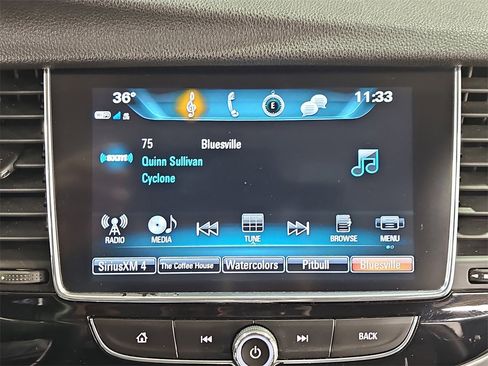 36°
11:33
E
75 Bluesville
sxm
Quinn Sullivan
Cyclone
RADIO MEDIA TUNE BROWSE MENU
SiriusXM 4 The Coffee House Watercolors Pitbull Bluesville
BACK